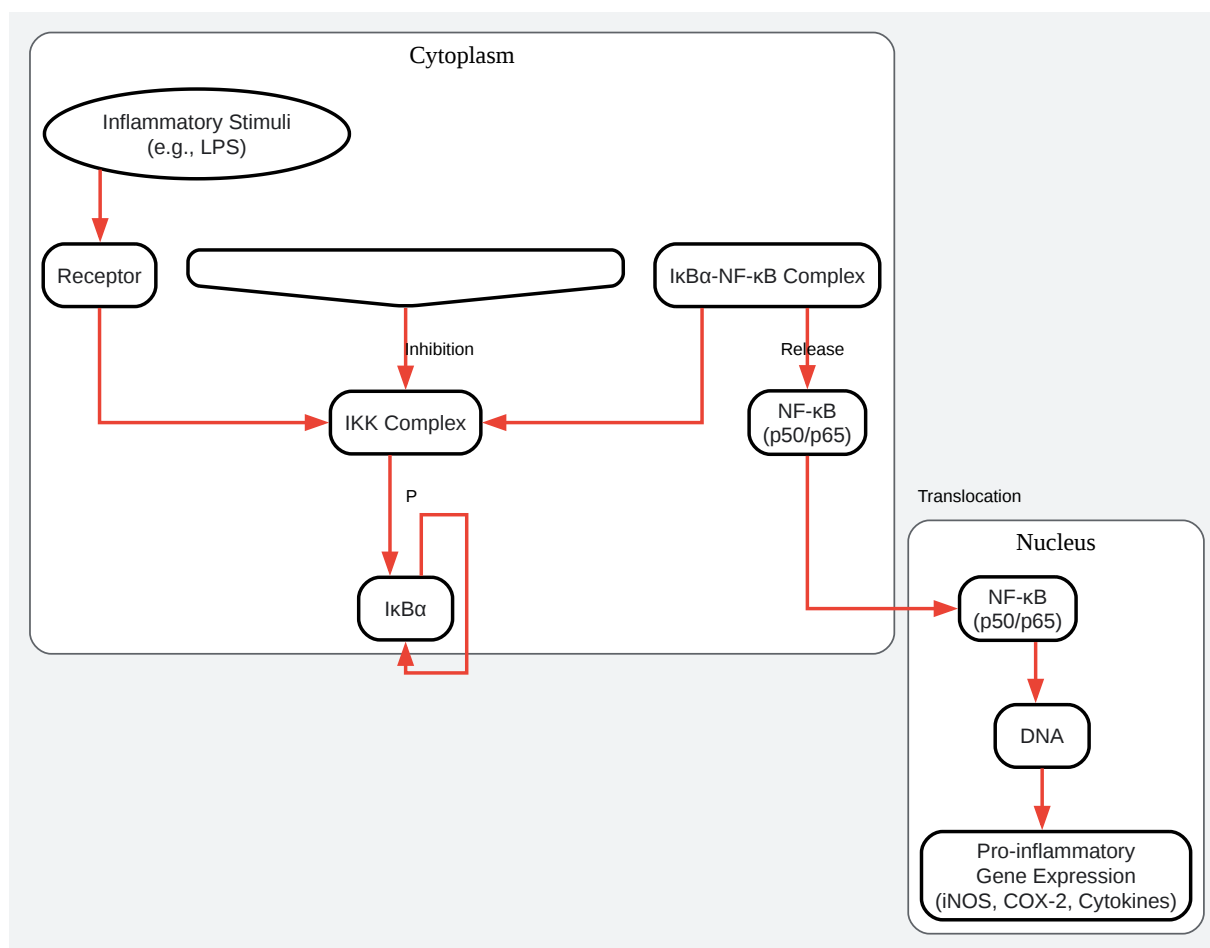 Cytoplasm
Inflammatory Stimuli
(e.g., LPS)
Receptor
IκBα-NF-κB Complex
Inhibition
Release
IKK Complex
NF-κB
(p50/p65)
P
Translocation
Nucleus
IκBα
NF-κB
(p50/p65)
DNA
Pro-inflammatory
Gene Expression
(iNOS, COX-2, Cytokines)